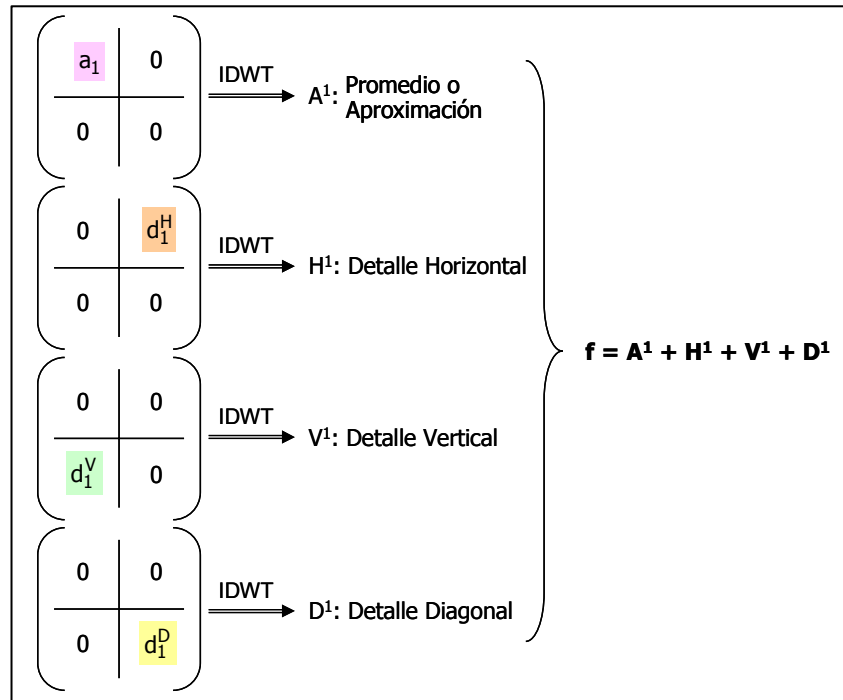 a₁ 0
0 0
IDWT
A¹: Promedio o
Aproximación
0 d₁ᴴ
0 0
IDWT
H¹: Detalle Horizontal
f = A¹ + H¹ + V¹ + D¹
0 0
d₁ⱽ 0
IDWT
V¹: Detalle Vertical
0 0
0 d₁ᴰ
IDWT
D¹: Detalle Diagonal